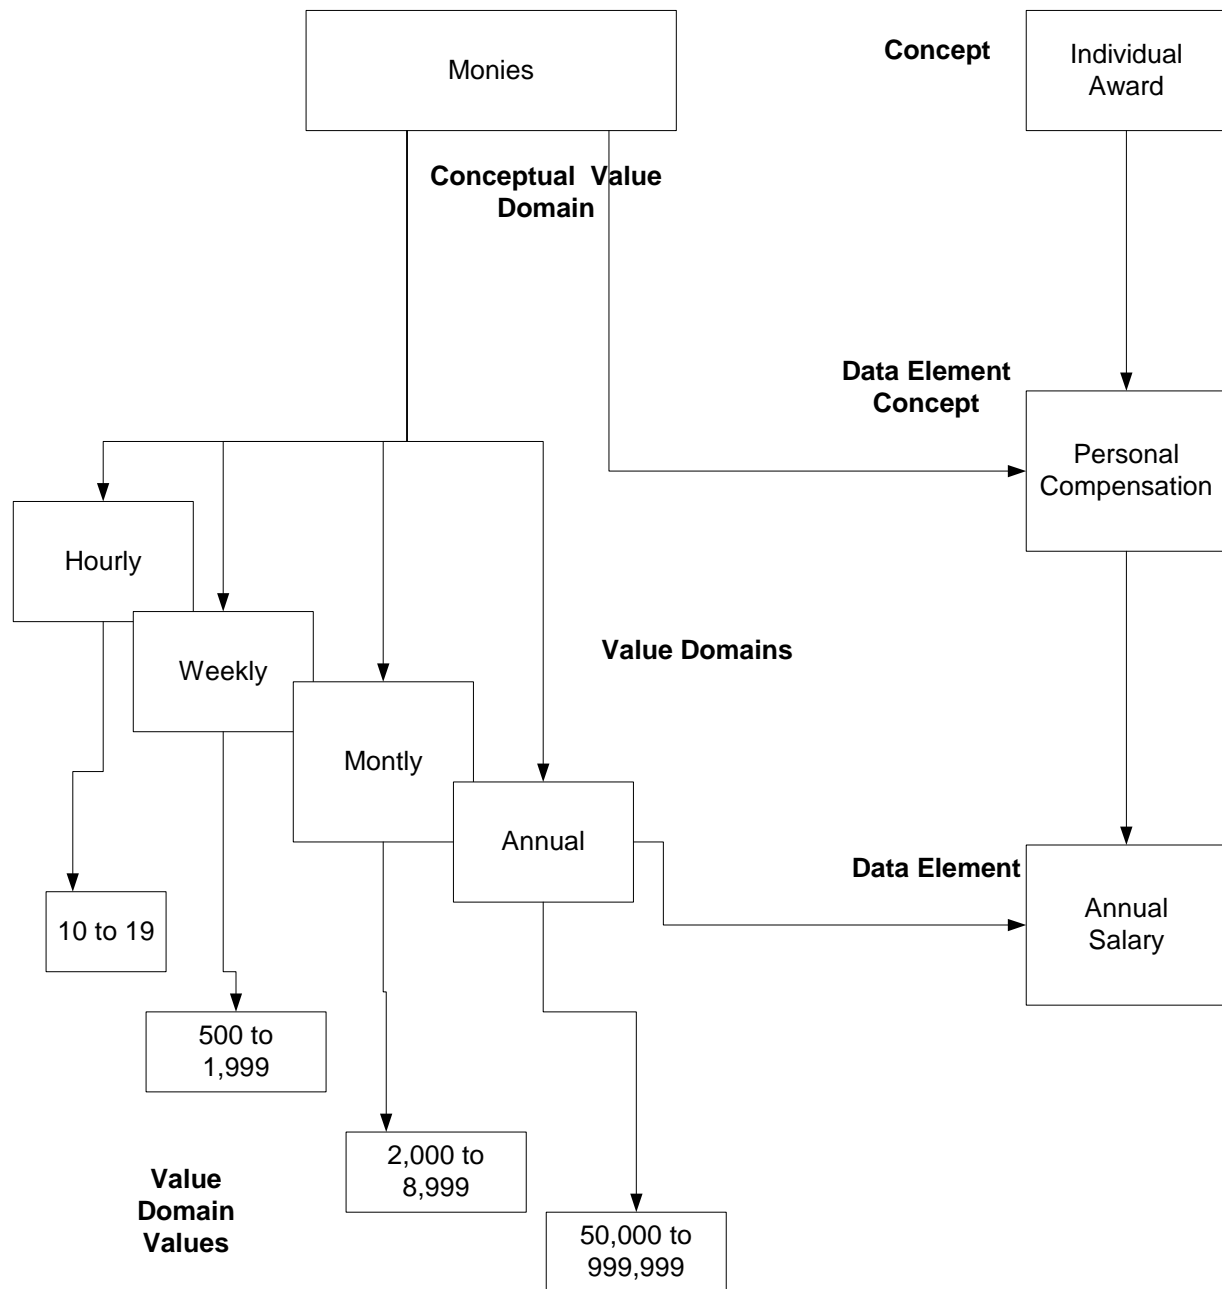 Monies
Concept
Individual
Award
Conceptual  Value
Domain
Data Element
Concept
Personal
Compensation
Hourly
Weekly
Value Domains
Montly
Annual
Data Element
Annual
Salary
10 to 19
500 to
1,999
2,000 to
8,999
Value
Domain
Values
50,000 to
999,999